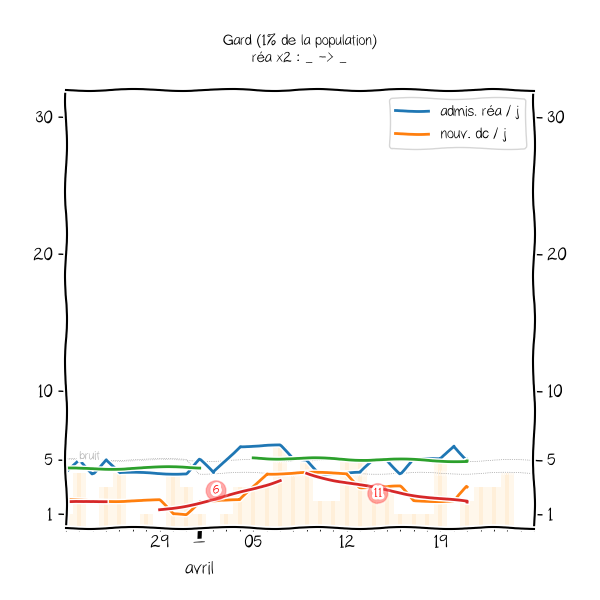 Gard (1% de la population)
réa x2 : _ -> _
admis. réa / j
nouv. dc / j
30
30
20
20
10
10
bruit
5
5
6
11
1
1
29
05
12
19
avril